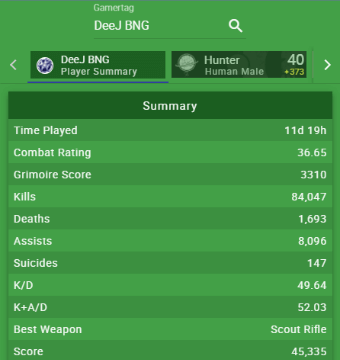 Gamertag
DeeJ BNG
DeeJ BNG
Player Summary
Hunter 40
Human Male +373
Summary
Time Played 11d 19h
Combat Rating 36.65
Grimoire Score 3310
Kills 84,047
Deaths 1,693
Assists 8,096
Suicides 147
K/D 49.64
K+A/D 52.03
Best Weapon Scout Rifle
Score 45,335